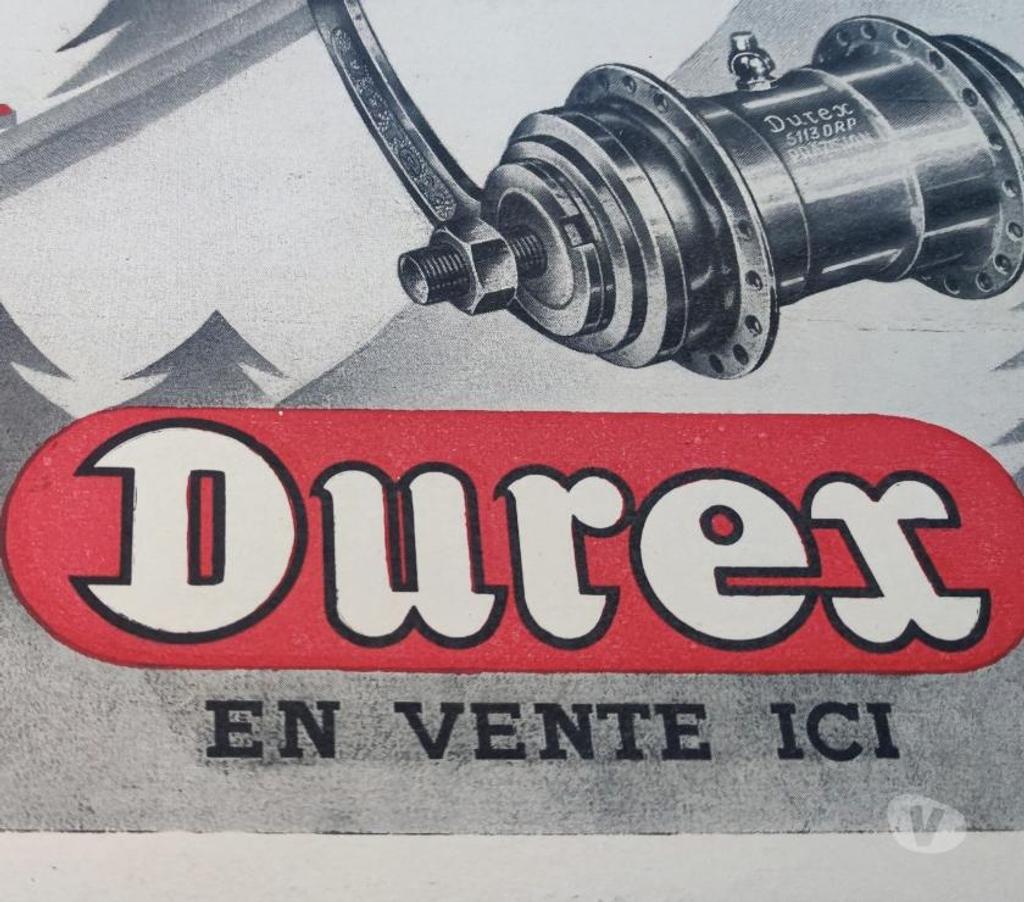 Durex
5113 DRP
Durex
EN VENTE ICI
V